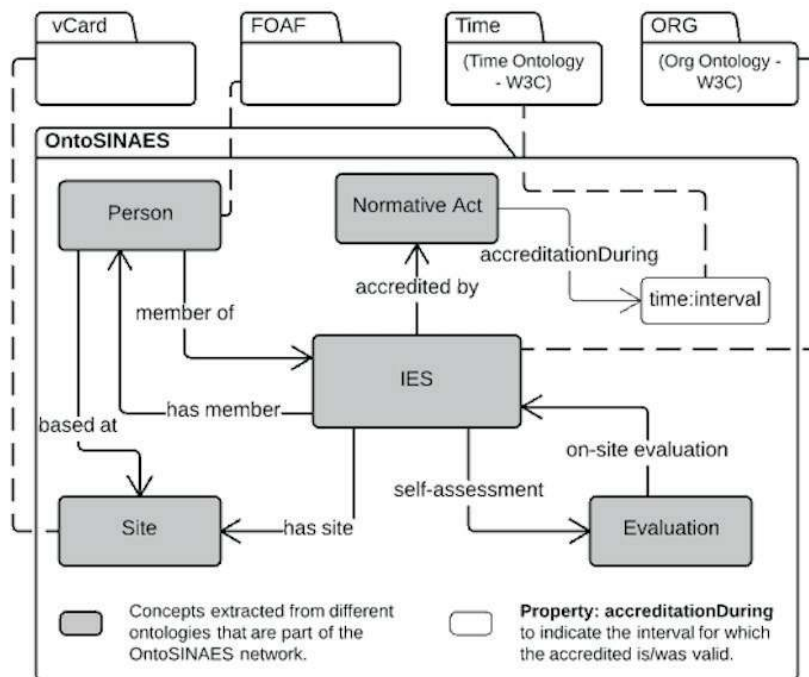 vCard
FOAF
Time
ORG
(Time Ontology
- W3C)
(Org Ontology -
W3C)
OntoSINAES
Person
Normative Act
accreditationDuring
accredited by
time:interval
member of
IES
has member
based at
on-site evaluation
self-assessment
Site
has site
Evaluation
Concepts extracted from different
ontologies that are part of the
OntoSINAES network.
Property: accreditationDuring
to indicate the interval for which
the accredited is/was valid.